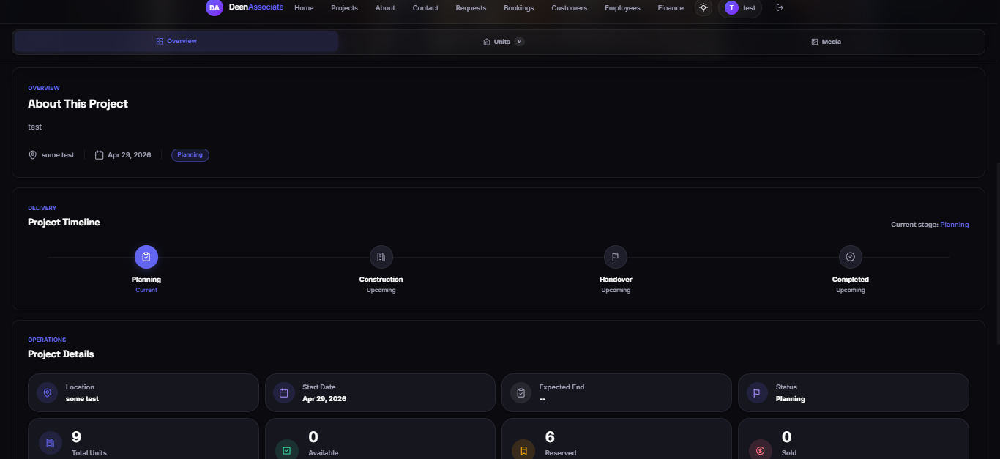 DA DeenAssociate Home Projects About Contact Requests Bookings Customers Employees Finance T test
Overview Units 9 Media
OVERVIEW
About This Project
test
some test Apr 29, 2026 Planning
DELIVERY
Project Timeline
Current stage: Planning
Planning Construction Handover Completed
Current Upcoming Upcoming Upcoming
OPERATIONS
Project Details
Location Start Date Expected End Status
some test Apr 29, 2026 -- Planning
9 0 6 0
Total Units Available Reserved Sold